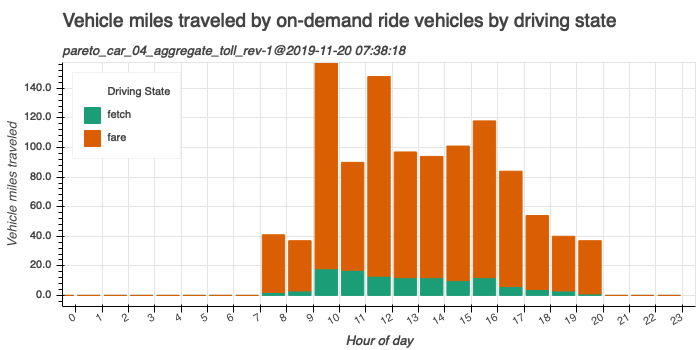 Vehicle miles traveled by on-demand ride vehicles by driving state
pareto_car_04_aggregate_toll_rev-1@2019-11-20 07:38:18
Vehicle miles traveled
140.0
120.0
100.0
80.0
60.0
40.0
20.0
0.0
Driving State
fetch
fare
0 1 2 3 4 5 6 7 8 9 10 11 12 13 14 15 16 17 18 19 20 21 22 23
Hour of day